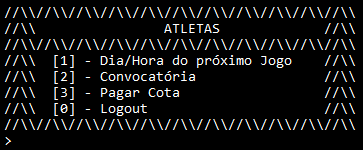 //\\//\\//\\//\\//\\//\\//\\//\\//\\//\\//\\//\\
//\\ ATLETAS //\\
//\\//\\//\\//\\//\\//\\//\\//\\//\\//\\//\\//\\
//\\ [1] - Dia/Hora do próximo Jogo //\\
//\\ [2] - Convocatória //\\
//\\ [3] - Pagar Cota //\\
//\\ [0] - Logout //\\
//\\//\\//\\//\\//\\//\\//\\//\\//\\//\\//\\//\\
>